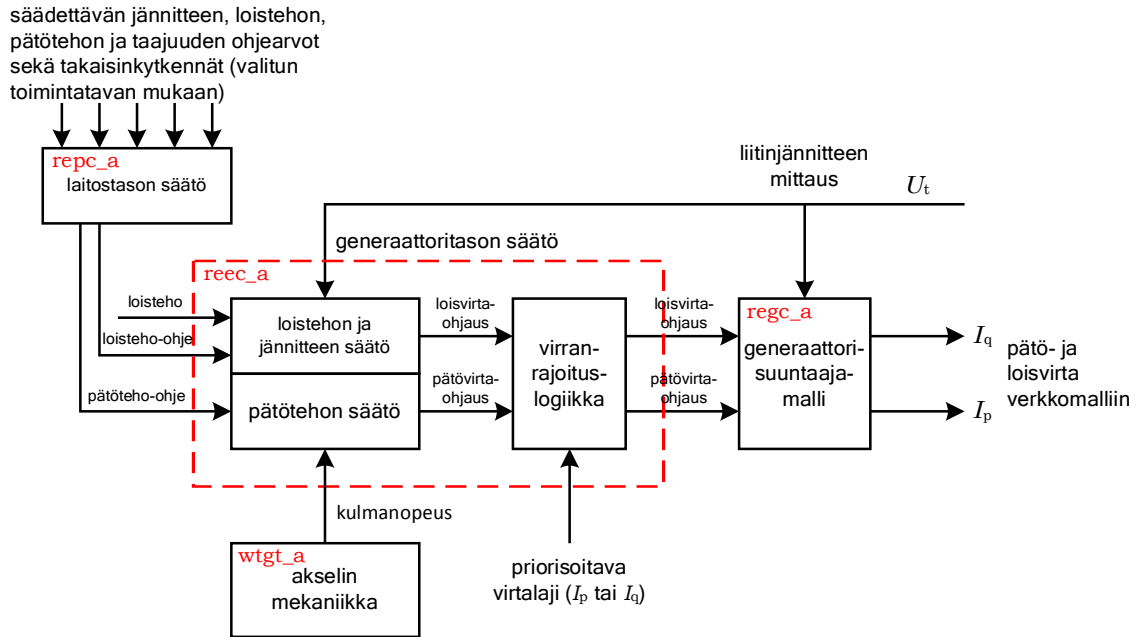 säädettävän jännitteen, loistehon,
pätötehon ja taajuuden ohjearvot
sekä takaisinkytkennät (valitun
toimintatavan mukaan)
repc_a
laitostason säätö
liitinjännitteen
mittaus
Ut
generaattoritason säätö
reec_a
loisteho
loisteho-ohje
pätöteho-ohje
loistehon ja
jännitteen säätö
pätötehon säätö
loisvirta-
ohjaus
pätövirta-
ohjaus
virran-
rajoitus-
logiikka
loisvirta-
ohjaus
pätövirta-
ohjaus
regc_a
generaattori-
suuntaaja-
malli
Iq
Ip
pätö- ja
loisvirta
verkkomalliin
kulmanopeus
wtgt_a
akselin
mekaniikka
priorisoitava
virtalaji (Ip tai Iq)